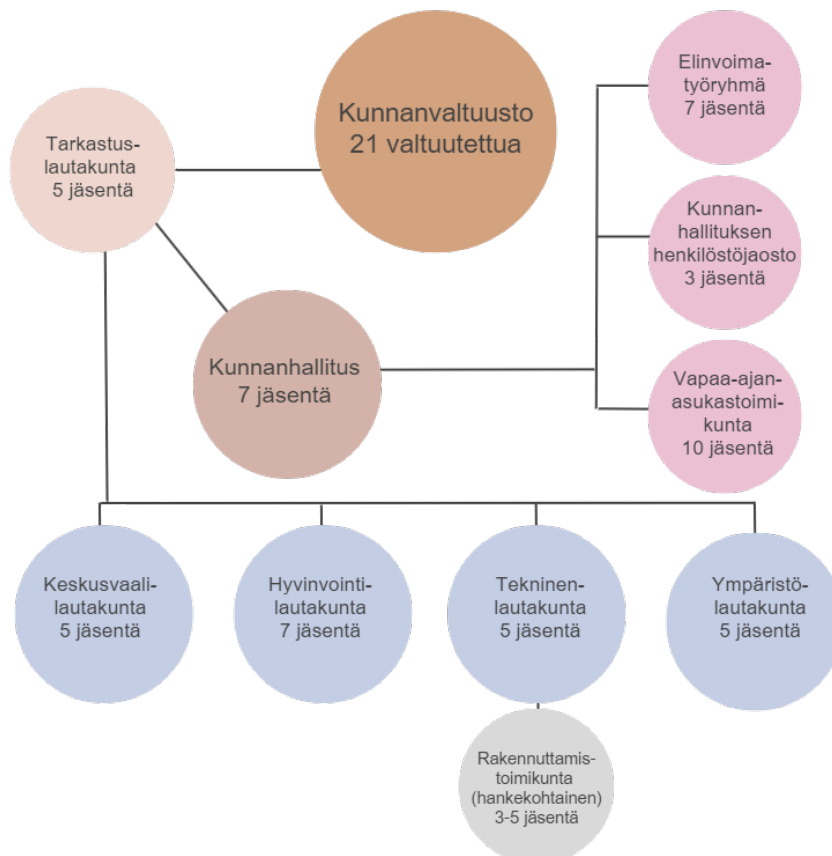 Kunnanvaltuusto
21 valtuutettua
Tarkastus-
lautakunta
5 jäsentä
Elinvoima-
työryhmä
7 jäsentä
Kunnan-
hallituksen
henkilöstöjaosto
3 jäsentä
Kunnanhallitus
7 jäsentä
Vapaa-ajan-
asukastoimi-
kunta
10 jäsentä
Keskusvaali-
lautakunta
5 jäsentä
Hyvinvointi-
lautakunta
7 jäsentä
Tekninen-
lautakunta
5 jäsentä
Ympäristö-
lautakunta
5 jäsentä
Rakennuttamis-
toimikunta
(hankekohtainen)
3-5 jäsentä